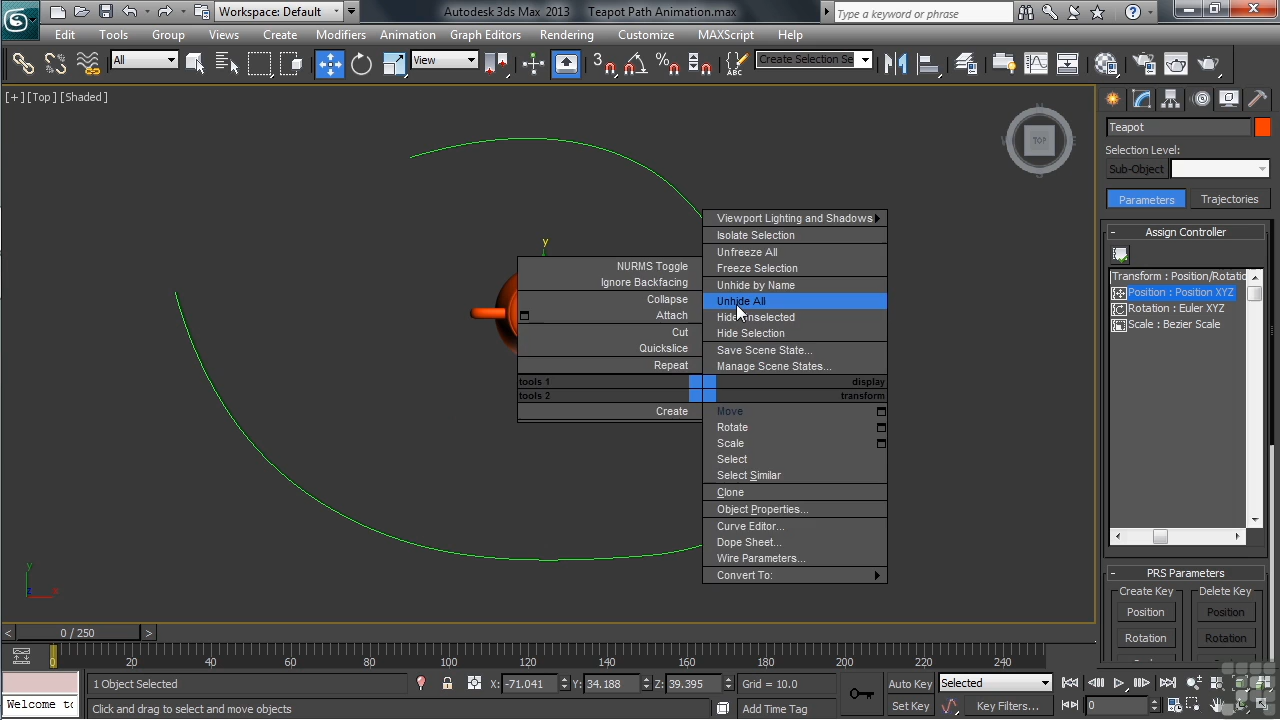 Workspace: Default
Autodesk 3ds Max 2013 Teapot Path Animation.max
Type a keyword or phrase
Edit Tools Group Views Create Modifiers Animation Graph Editors Rendering Customize MAXScript Help
All
View
3
ABC
Create Selection Se
[+] [Top] [Shaded]
TOP
y
Viewport Lighting and Shadows
Isolate Selection
Unfreeze All
Freeze Selection
Unhide by Name
Unhide All
Hide Unselected
Hide Selection
Save Scene State...
Manage Scene States...
display
transform
Move
Rotate
Scale
Select
Select Similar
Clone
Object Properties...
Curve Editor...
Dope Sheet...
Wire Parameters...
Convert To:
NURMS Toggle
Ignore Backfacing
Collapse
Attach
Cut
Quickslice
Repeat
tools 1
tools 2
Create
Teapot
Selection Level:
Sub-Object
Parameters Trajectories
- Assign Controller
Transform : Position/Rotatio
Position : Position XYZ
Rotation : Euler XYZ
Scale : Bezier Scale
- PRS Parameters
Create Key Delete Key
Position Position
Rotation Rotation
y
z x
< 0 / 250 >
0 20 40 60 80 100 120 140 160 180 200 220 240
1 Object Selected
X: -71.041 Y: 34.188 Z: 39.395 Grid = 10.0
Auto Key Selected
Welcome to
Click and drag to select and move objects
Add Time Tag
Set Key Key Filters...
0